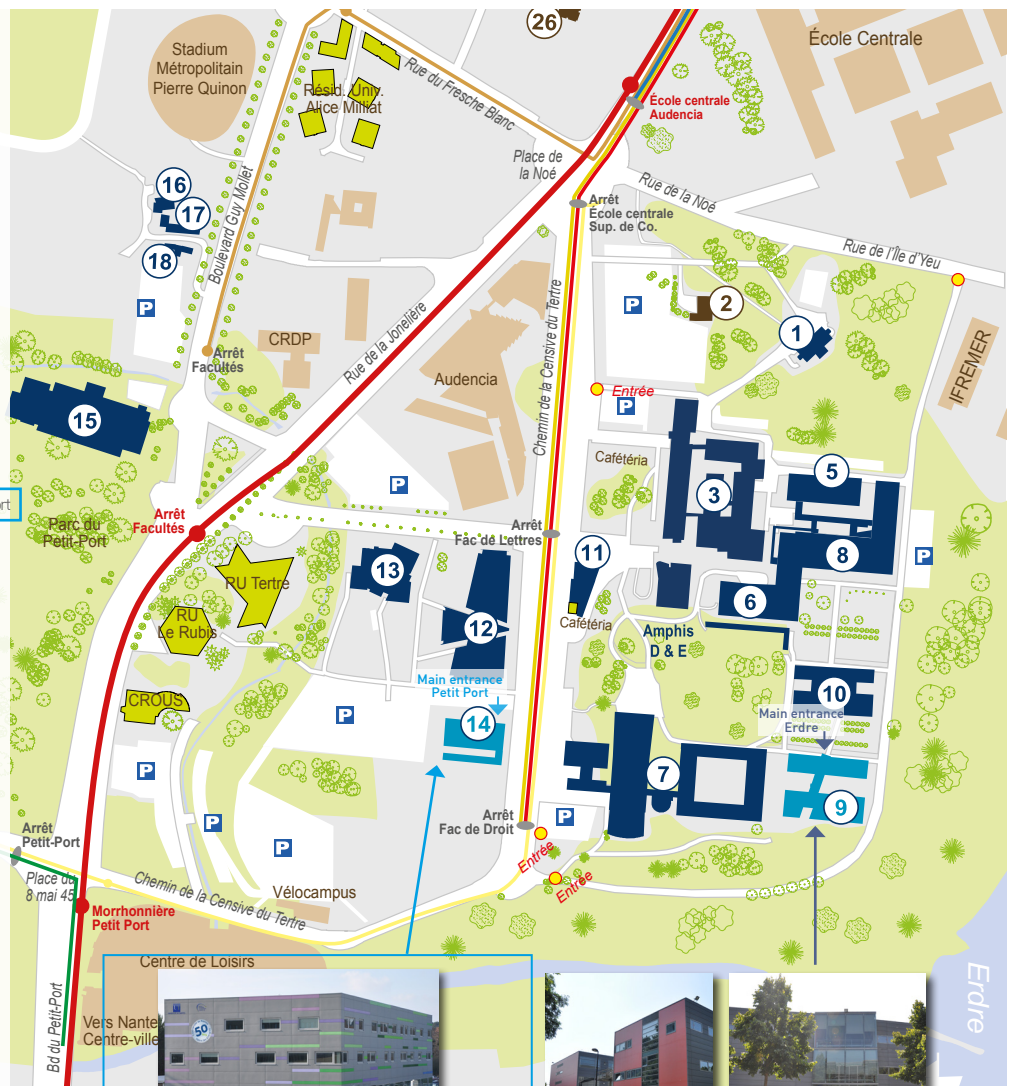 26
École Centrale
Stadium
Métropolitain
Pierre Quinon
Résid. Univ.
Alice Milliat
Rue du Fresche Blanc
École centrale
Audencia
Place de
la Noé
Rue de la Noé
Arrêt
École centrale
Sup. de Co.
Rue de l'Île d'Yeu
16
17
18
Boulevard Guy Mollet
P
P
2
1
CRDP
Arrêt
Facultés
Rue de la Jonelière
Audencia
Chemin de la Censive du Tertre
IFREMER
Entrée
P
15
Cafétéria
5
3
P
ort
Parc du
Petit-Port
Arrêt
Facultés
Arrêt
Fac de Lettres
8
P
11
13
RU Tertre
6
RU
Le Rubis
12
Cafétéria
Amphis
D & E
Main entrance
Petit Port
CROUS
10
P
14
Main entrance
Erdre
P
7
9
P
P
Arrêt
Fac de Droit
Arrêt
Petit-Port
P
Entrée
Entrée
Place du
8 mai 45
Chemin de la Censive du Tertre
Vélocampus
Morrhonnière
Petit Port
Centre de Loisirs
Erdre
Bd du Petit-Port
Vers Nante
Centre-ville
50